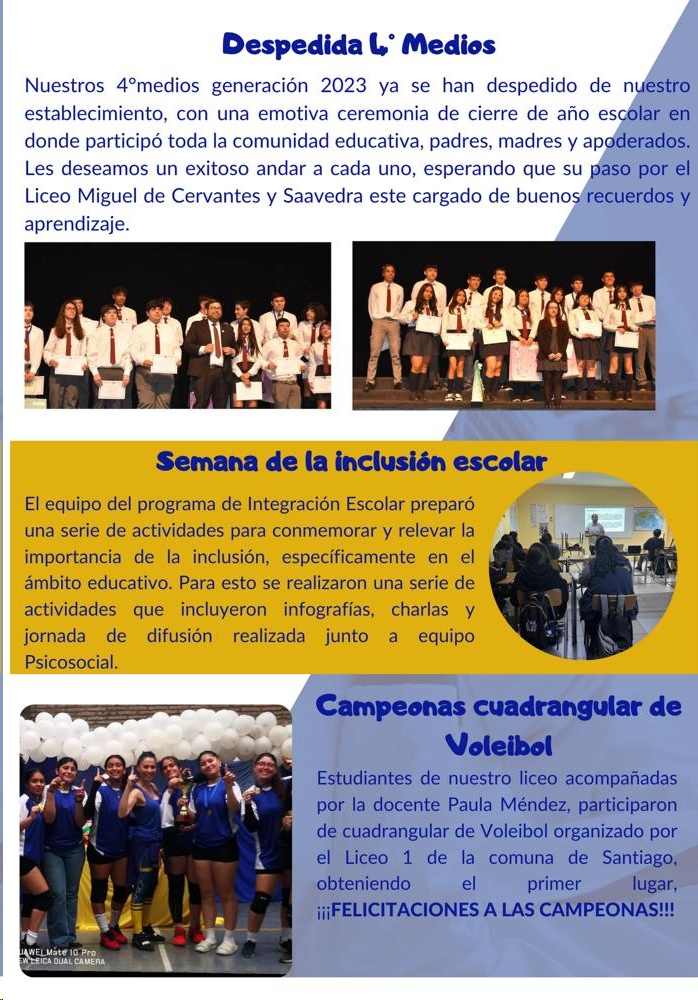 Despedida 4° Medios
Nuestros 4°medios generación 2023 ya se han despedido de nuestro
establecimiento, con una emotiva ceremonia de cierre de año escolar en
donde participó toda la comunidad educativa, padres, madres y apoderados.
Les deseamos un exitoso andar a cada uno, esperando que su paso por el
Liceo Miguel de Cervantes y Saavedra este cargado de buenos recuerdos y
aprendizaje.
Semana de la inclusión escolar
El equipo del programa de Integración Escolar preparó
una serie de actividades para conmemorar y relevar la
importancia de la inclusión, específicamente en el
ámbito educativo. Para esto se realizaron una serie de
actividades que incluyeron infografías, charlas y
jornada de difusión realizada junto a equipo
Psicosocial.
Campeonas cuadrangular de
Voleibol
Estudiantes de nuestro liceo acompañadas
por la docente Paula Méndez, participaron
de cuadrangular de Voleibol organizado por
el Liceo 1 de la comuna de Santiago,
obteniendo el primer lugar,
¡¡¡FELICITACIONES A LAS CAMPEONAS!!!
UAWEI Mate 10 Pro
EW LEICA DUAL CAMERA